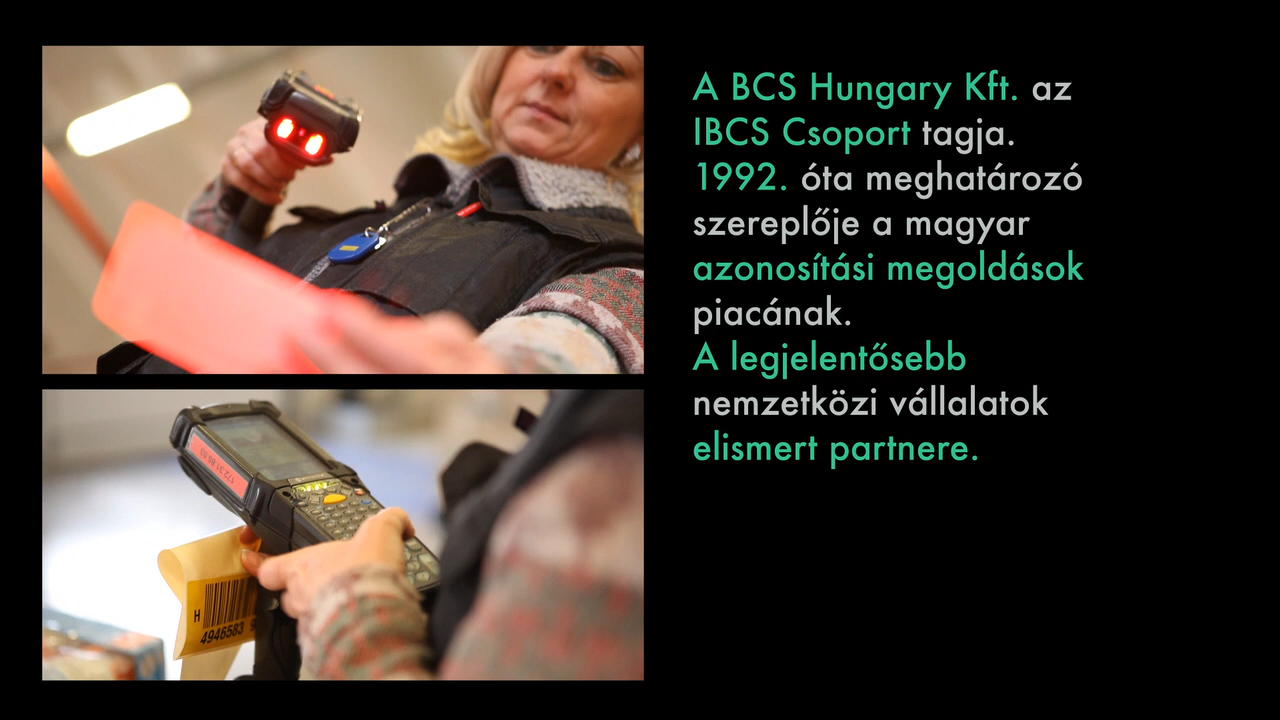 A BCS Hungary Kft. az
IBCS Csoport tagja.
1992. óta meghatározó
szereplője a magyar
azonosítási megoldások
piacának.
A legjelentősebb
nemzetközi vállalatok
elismert partnere.
H
4946583